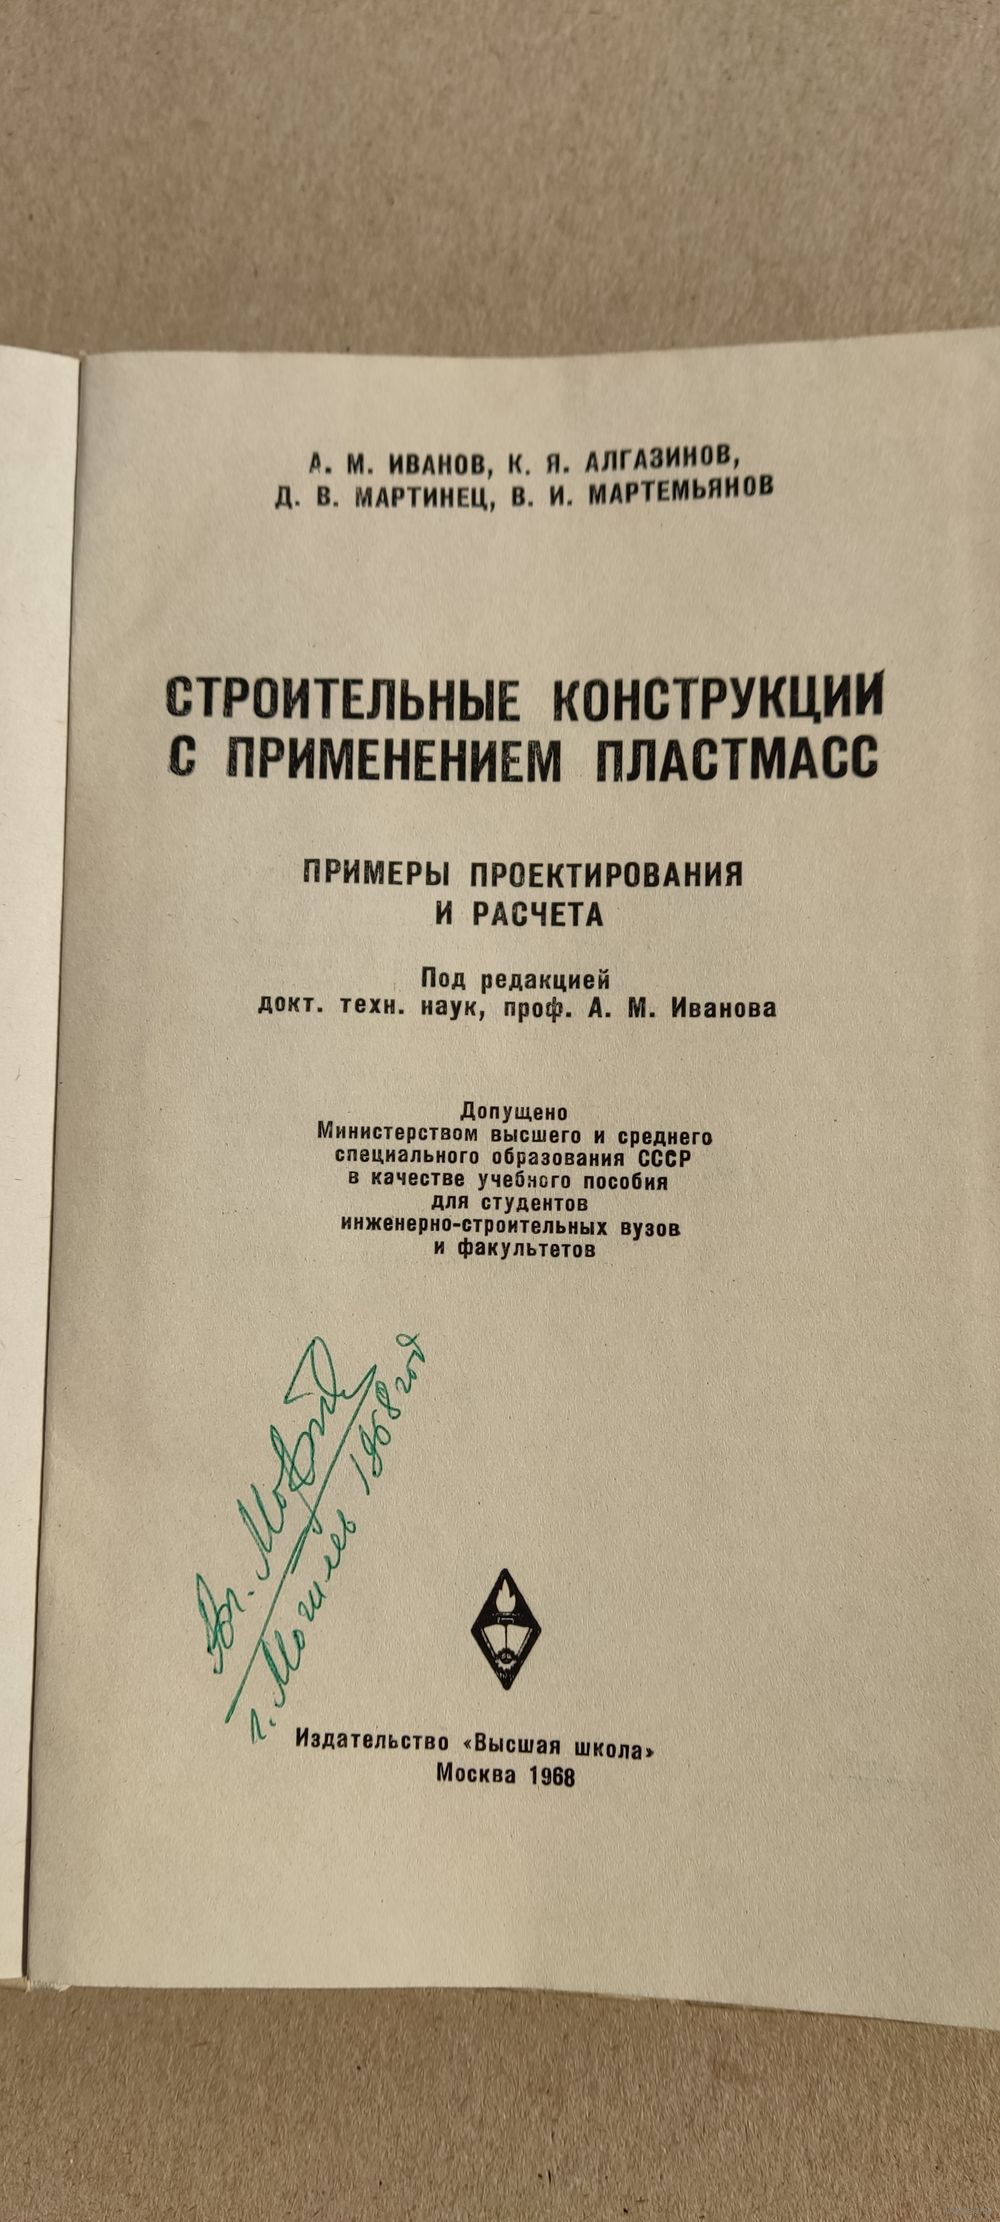 А. М. ИВАНОВ, К. Я. АЛГАЗИНОВ,
Д. В. МАРТИНЕЦ, В. И. МАРТЕМЬЯНОВ
СТРОИТЕЛЬНЫЕ КОНСТРУКЦИИ
С ПРИМЕНЕНИЕМ ПЛАСТМАСС
ПРИМЕРЫ ПРОЕКТИРОВАНИЯ
И РАСЧЕТА
Под редакцией
докт. техн. наук, проф. А. М. Иванова
Допущено
Министерством высшего и среднего
специального образования СССР
в качестве учебного пособия
для студентов
инженерно-строительных вузов
и факультетов
г. Могилев 1968 год
Издательство «Высшая школа»
Москва 1968